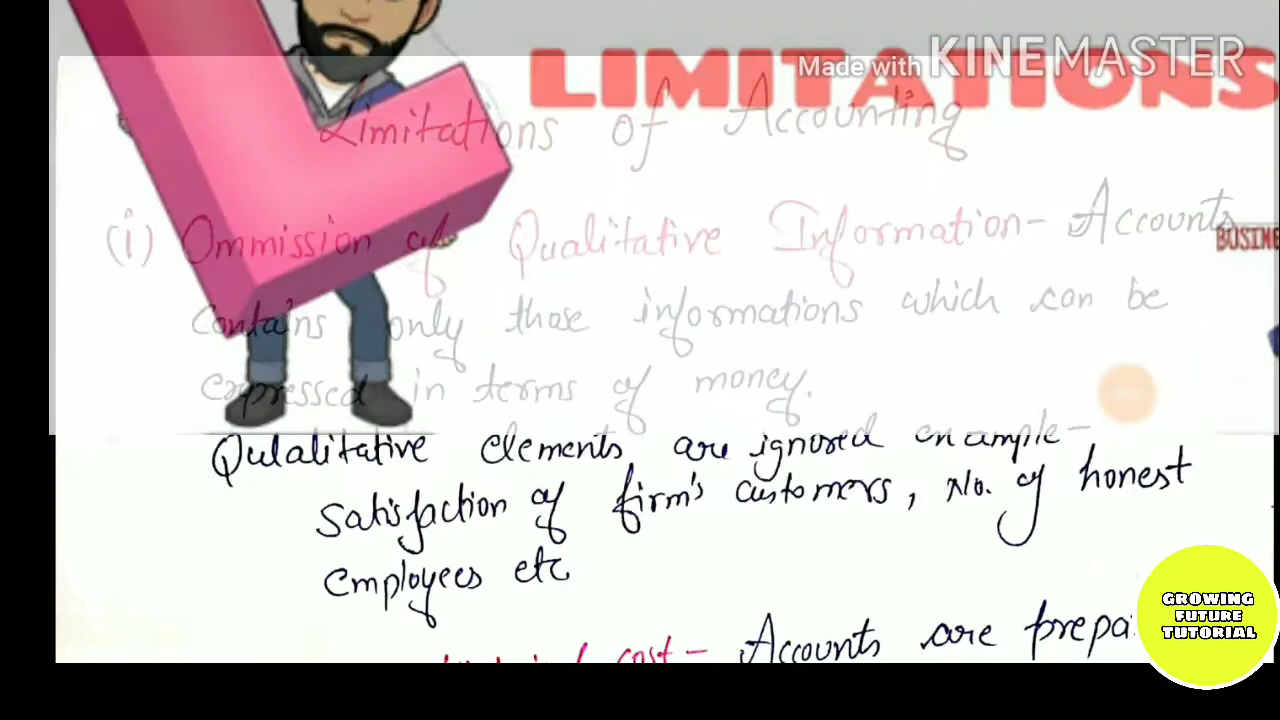 LIMITATIONS
Made with KINEMASTER
Limitations of Accounting
(i) Ommission of Qualitative Information- Accounts
BUSINE
contains only those informations which can be
expressed in terms of money.
Qulalitative elements are ignored example-
Satisfaction of firm's customers, No. of honest
Employees etc
cost- Accounts are prepa
GROWING
FUTURE
TUTORIAL